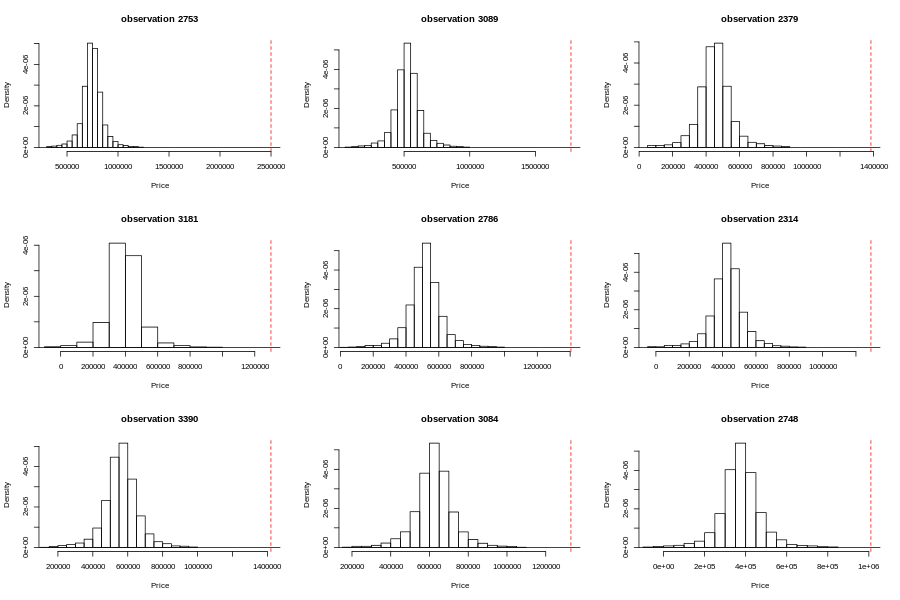 observation 2753
Density
0e+00 2e-06 4e-06
500000 1000000 1500000 2000000 2500000
Price
observation 3089
Density
0e+00 2e-06 4e-06
500000 1000000 1500000
Price
observation 2379
Density
0e+00 2e-06 4e-06
0 200000 400000 600000 800000 1000000 1400000
Price
observation 3181
Density
0e+00 2e-06 4e-06
0 200000 400000 600000 800000 1200000
Price
observation 2786
Density
0e+00 2e-06 4e-06
0 200000 400000 600000 800000 1200000
Price
observation 2314
Density
0e+00 2e-06 4e-06
0 200000 400000 600000 800000 1000000
Price
observation 3390
Density
0e+00 2e-06 4e-06
200000 400000 600000 800000 1000000 1400000
Price
observation 3084
Density
0e+00 2e-06 4e-06
200000 400000 600000 800000 1000000 1200000
Price
observation 2748
Density
0e+00 2e-06 4e-06
0e+00 2e+05 4e+05 6e+05 8e+05 1e+06
Price